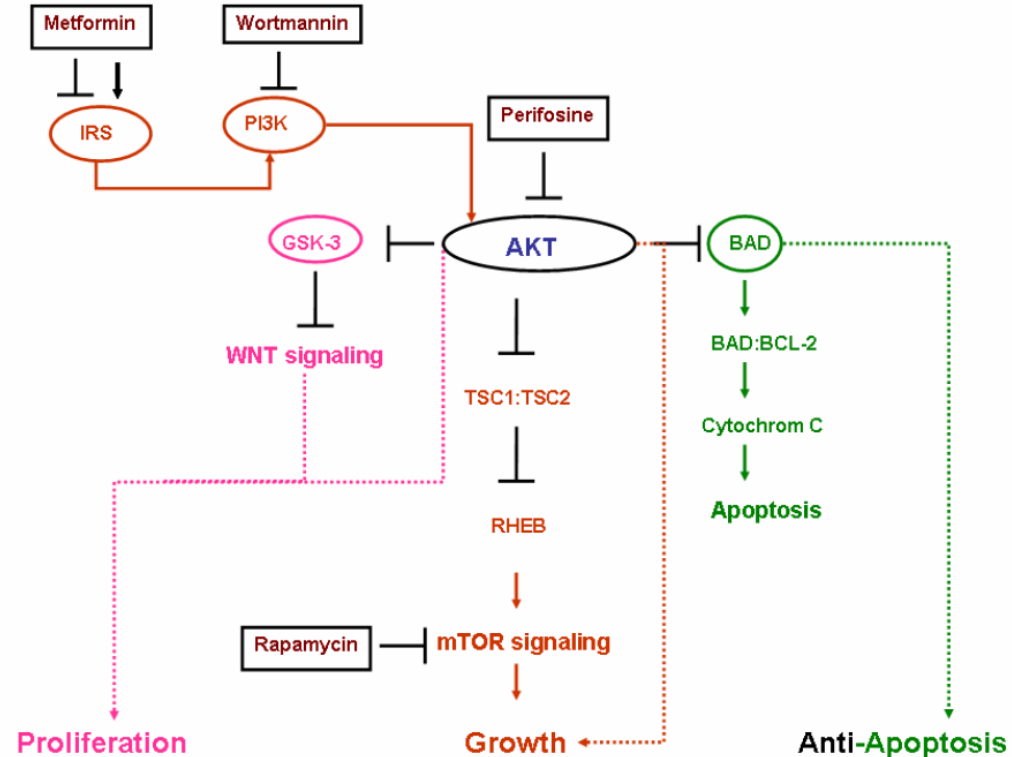 Metformin
Wortmannin
Perifosine
IRS
PI3K
GSK-3
AKT
BAD
WNT signaling
BAD:BCL-2
TSC1:TSC2
Cytochrom C
Apoptosis
RHEB
Rapamycin
mTOR signaling
Proliferation
Growth
Anti-Apoptosis